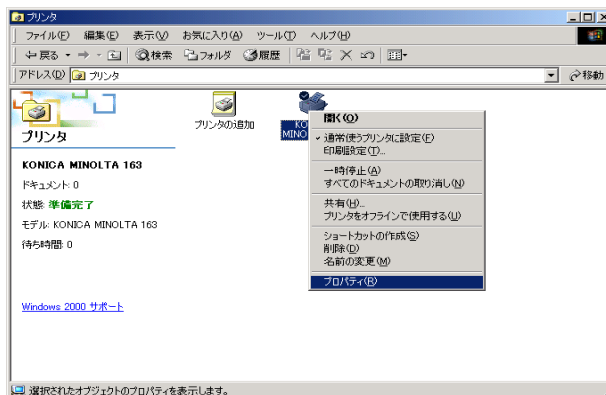 プリンタ
ファイル(F) 編集(E) 表示(V) お気に入り(A) ツール(T) ヘルプ(H)
戻る 検索 フォルダ 履歴
アドレス(D) プリンタ 移動
プリンタ
KONICA MINOLTA 163
ドキュメント: 0
状態: 準備完了
モデル: KONICA MINOLTA 163
待ち時間: 0
Windows 2000 サポート
プリンタの追加
KO
MINO
開く(O)
通常使うプリンタに設定(F)
印刷設定(T)...
一時停止(A)
すべてのドキュメントの取り消し(N)
共有(H)...
プリンタをオフラインで使用する(U)
ショートカットの作成(S)
削除(D)
名前の変更(M)
プロパティ(R)
選択されたオブジェクトのプロパティを表示します。